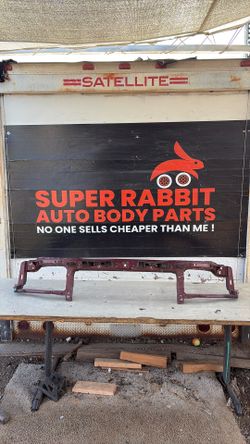 SATELLITE
SUPER RABBIT
AUTO BODY PARTS
NO ONE SELLS CHEAPER THAN ME !